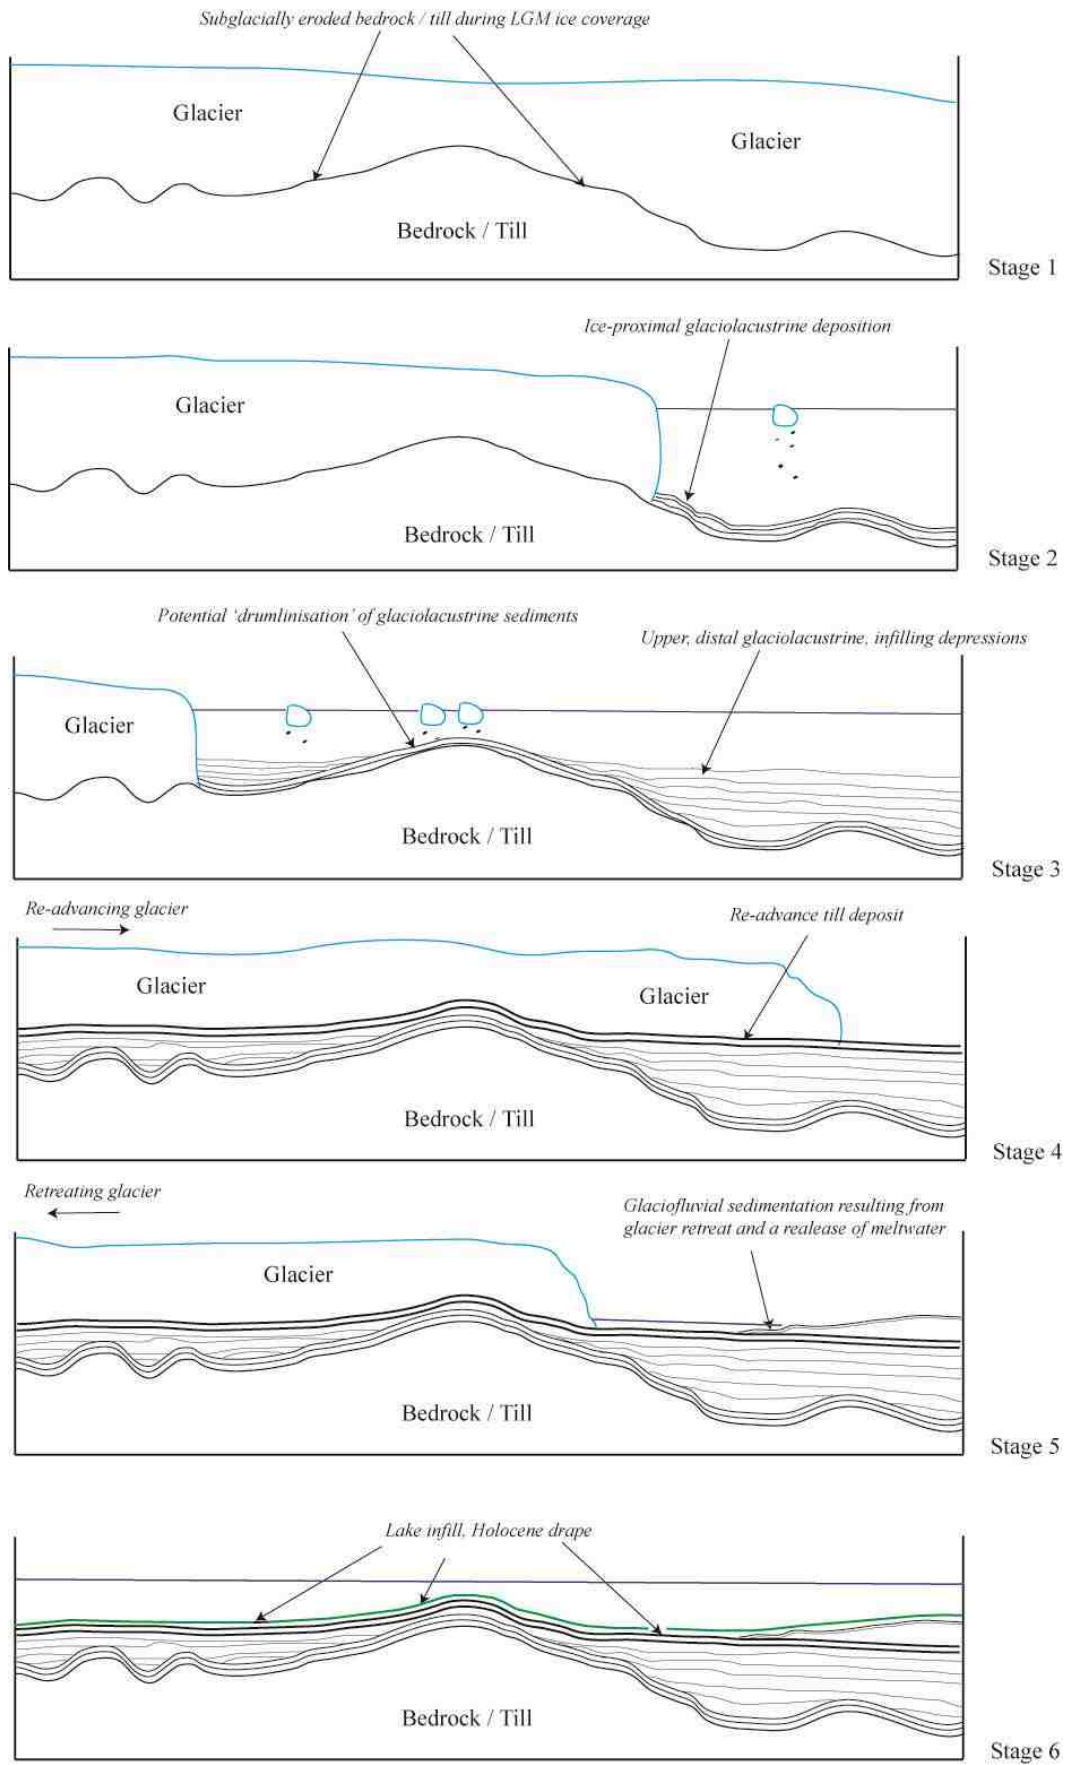 Subglacially eroded bedrock / till during LGM ice coverage
Glacier
Glacier
Bedrock / Till
Stage 1
Ice-proximal glaciolacustrine deposition
Glacier
Bedrock / Till
Stage 2
Potential ‘drumlinisation’ of glaciolacustrine sediments
Upper, distal glaciolacustrine, infilling depressions
Glacier
Bedrock / Till
Stage 3
Re-advancing glacier
Re-advance till deposit
Glacier
Glacier
Bedrock / Till
Stage 4
Retreating glacier
Glaciofluvial sedimentation resulting from
glacier retreat and a realease of meltwater
Glacier
Bedrock / Till
Stage 5
Lake infill, Holocene drape
Bedrock / Till
Stage 6